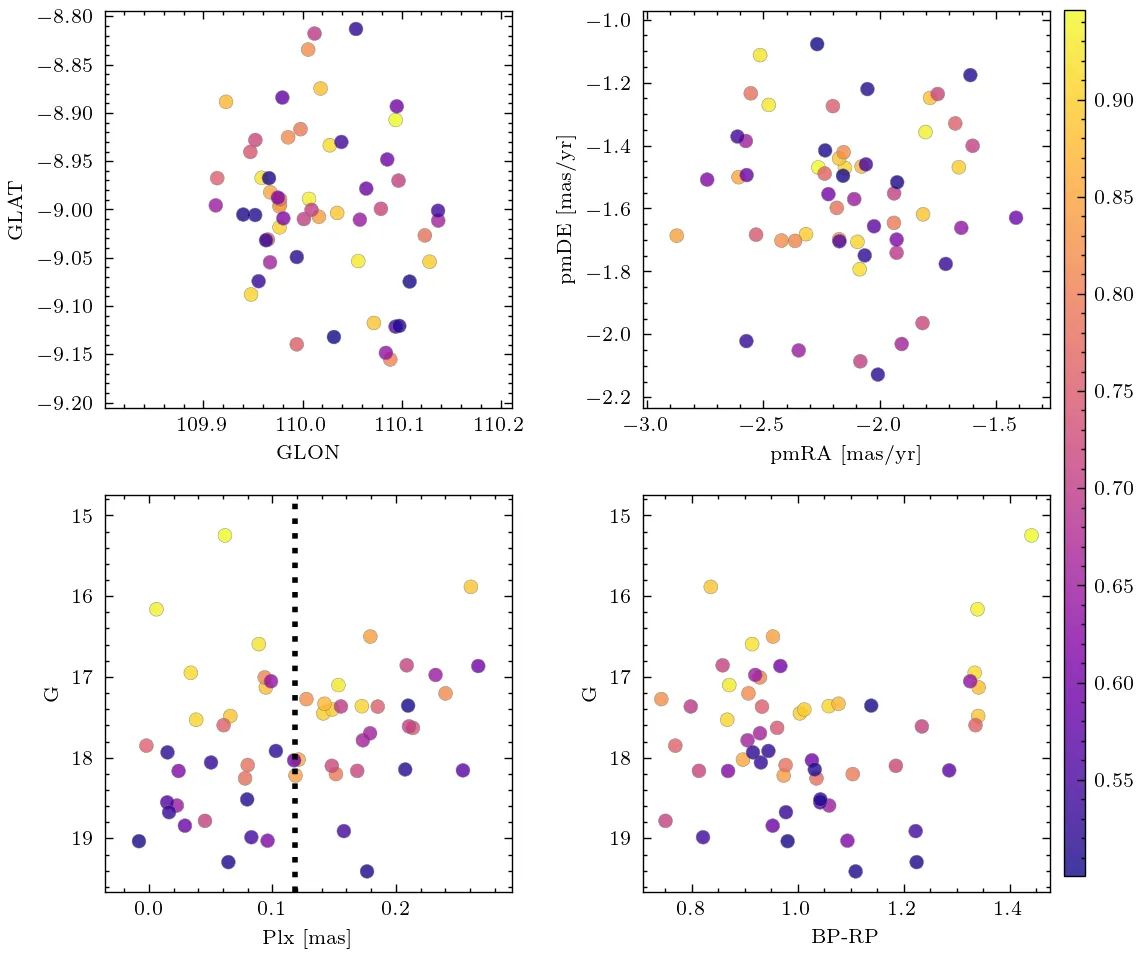 −8.80
−8.85
−8.90
−8.95
−9.00
−9.05
−9.10
−9.15
−9.20
GLAT
109.9 110.0 110.1 110.2
GLON
−1.0
−1.2
−1.4
−1.6
−1.8
−2.0
−2.2
pmDE [mas/yr]
−3.0 −2.5 −2.0 −1.5
pmRA [mas/yr]
0.90
0.85
0.80
0.75
0.70
0.65
0.60
0.55
15
16
17
18
19
G
0.0 0.1 0.2
Plx [mas]
15
16
17
18
19
G
0.8 1.0 1.2 1.4
BP-RP